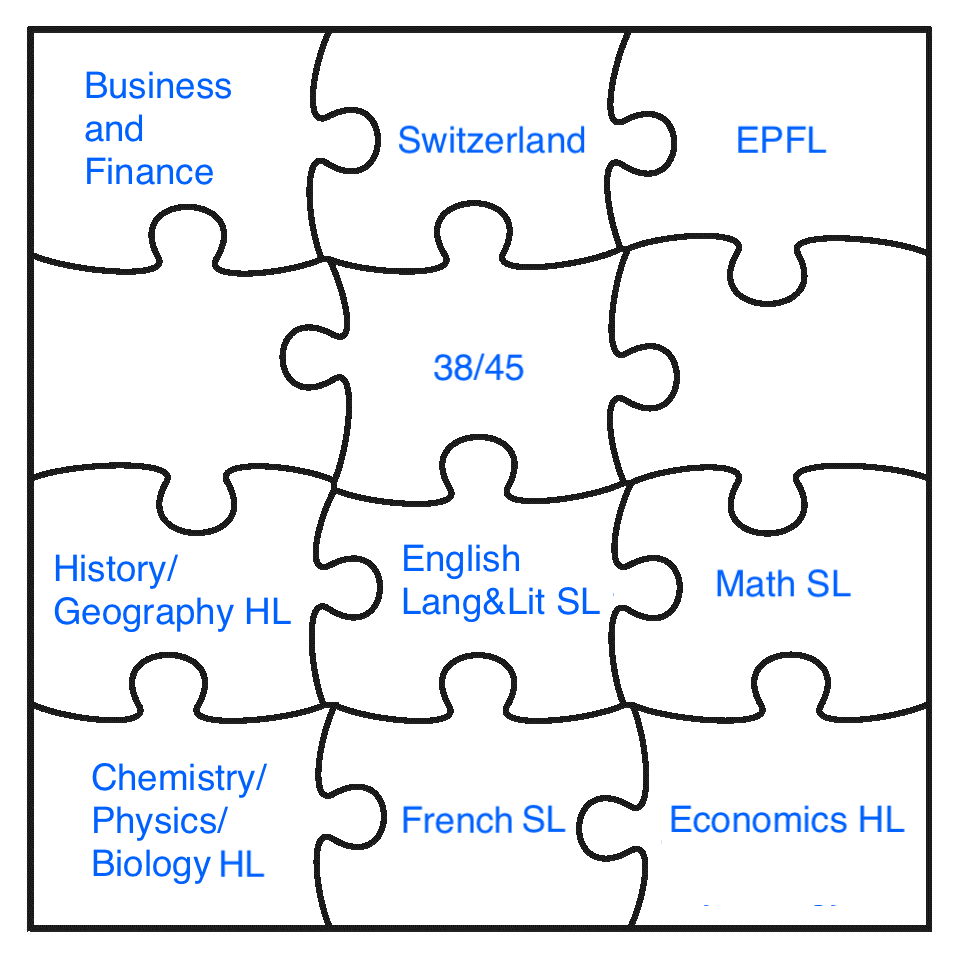 Business
and
Finance
Switzerland
EPFL
38/45
History/
Geography HL
English
Lang&Lit SL
Math SL
Chemistry/
Physics/
Biology HL
French SL
Economics HL